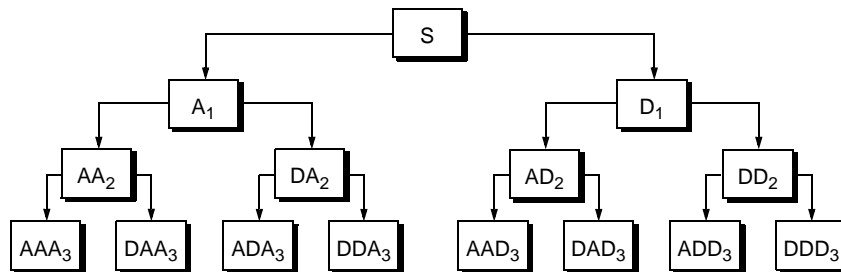 S
A₁ D₁
AA₂ DA₂ AD₂ DD₂
AAA₃ DAA₃ ADA₃ DDA₃ AAD₃ DAD₃ ADD₃ DDD₃